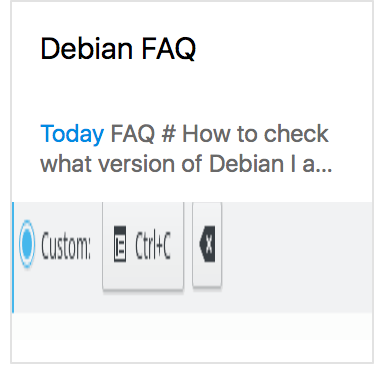 Debian FAQ
Today FAQ # How to check
what version of Debian I a...
Custom: Ctrl+C